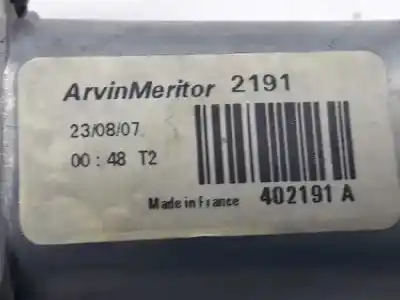 ArvinMeritor 2191
23/08/07.
00:48 T2
Made in France 402191 A